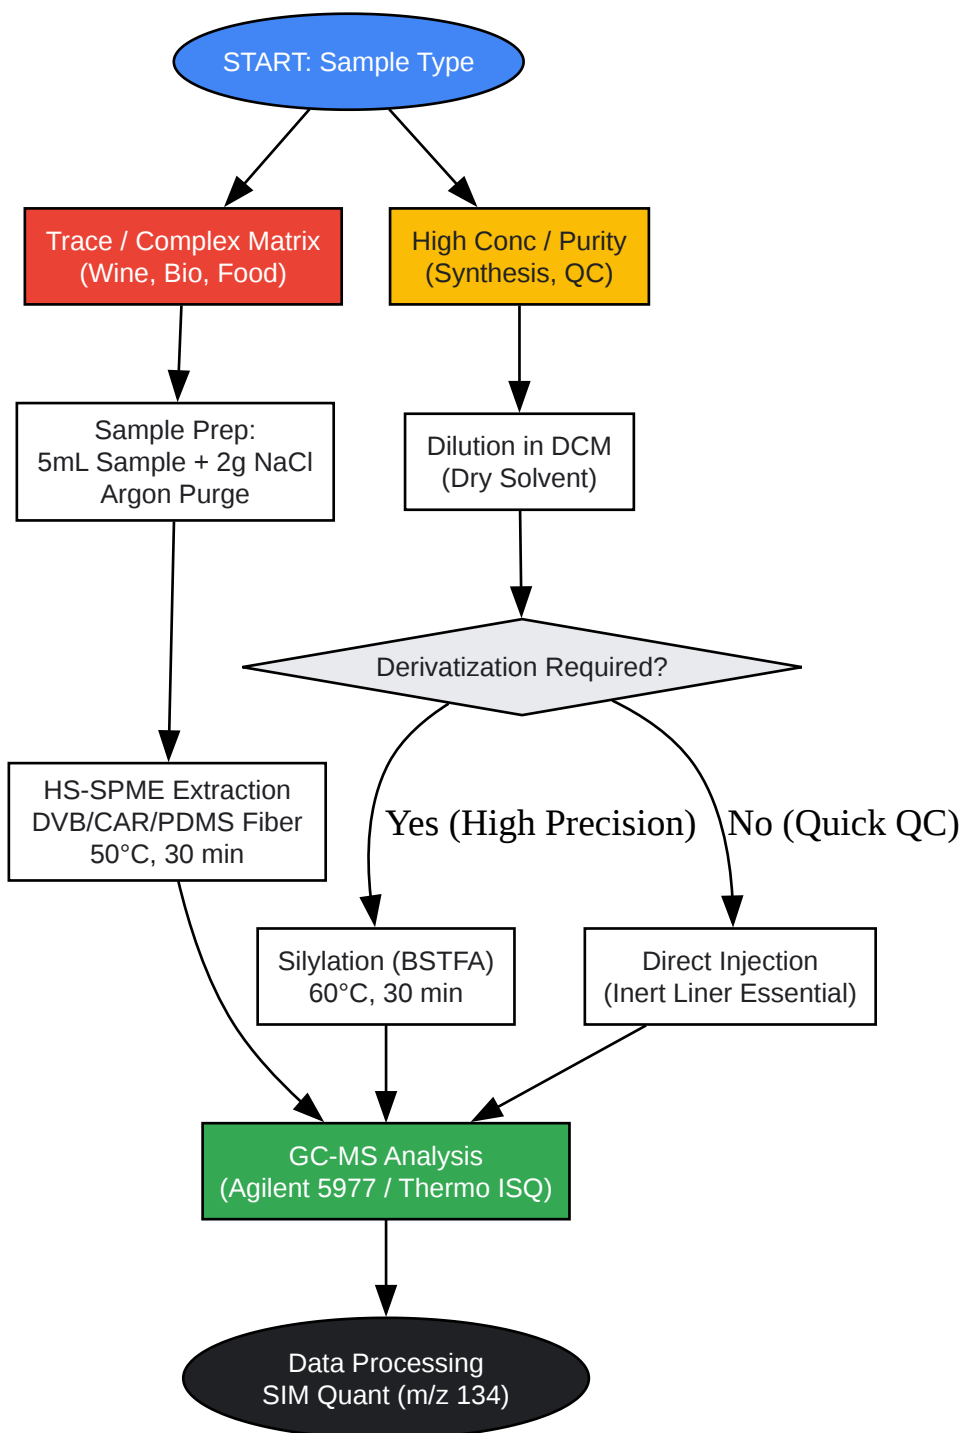 START: Sample Type
Trace / Complex Matrix
(Wine, Bio, Food)
High Conc / Purity
(Synthesis, QC)
Sample Prep:
5mL Sample + 2g NaCl
Argon Purge
Dilution in DCM
(Dry Solvent)
Derivatization Required?
HS-SPME Extraction
DVB/CAR/PDMS Fiber
50°C, 30 min
Yes (High Precision)
No (Quick QC)
Silylation (BSTFA)
60°C, 30 min
Direct Injection
(Inert Liner Essential)
GC-MS Analysis
(Agilent 5977 / Thermo ISQ)
Data Processing
SIM Quant (m/z 134)